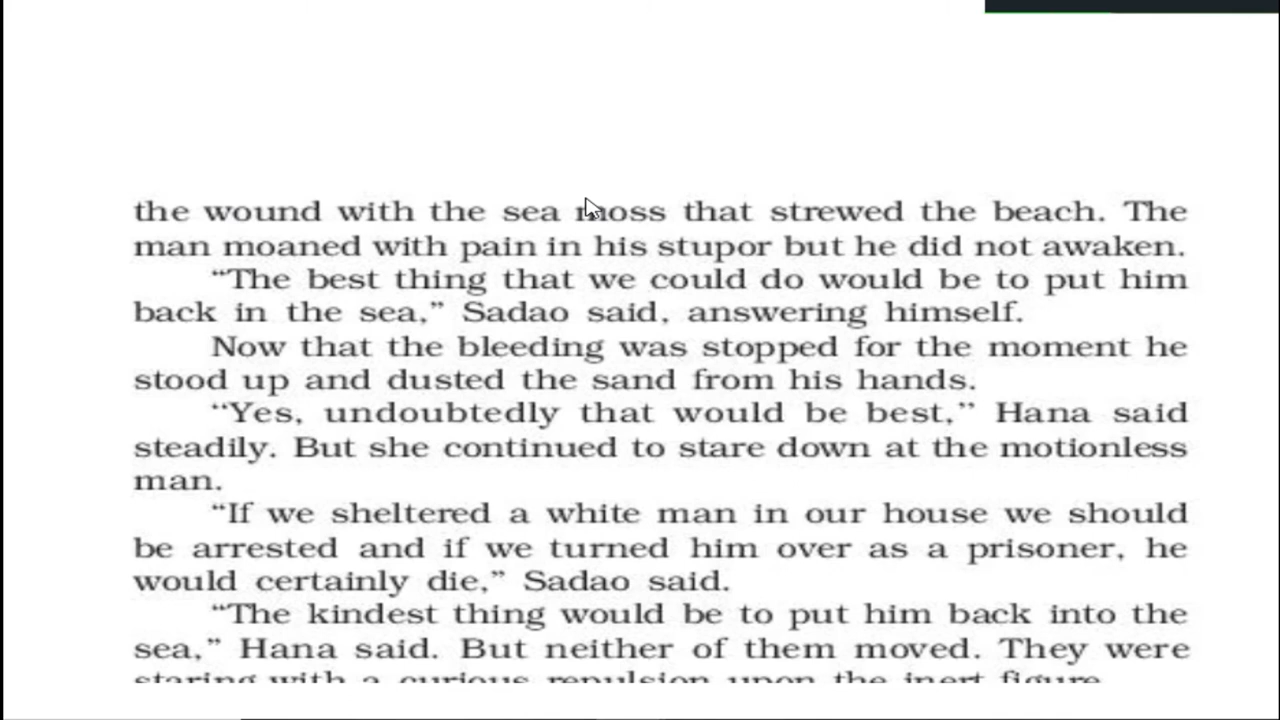 the wound with the sea moss that strewed the beach. The
man moaned with pain in his stupor but he did not awaken.
“The best thing that we could do would be to put him
back in the sea,” Sadao said, answering himself.
Now that the bleeding was stopped for the moment he
stood up and dusted the sand from his hands.
“Yes, undoubtedly that would be best,” Hana said
steadily. But she continued to stare down at the motionless
man.
“If we sheltered a white man in our house we should
be arrested and if we turned him over as a prisoner, he
would certainly die,” Sadao said.
“The kindest thing would be to put him back into the
sea,” Hana said. But neither of them moved. They were
staring with a curious repulsion upon the inert figure.